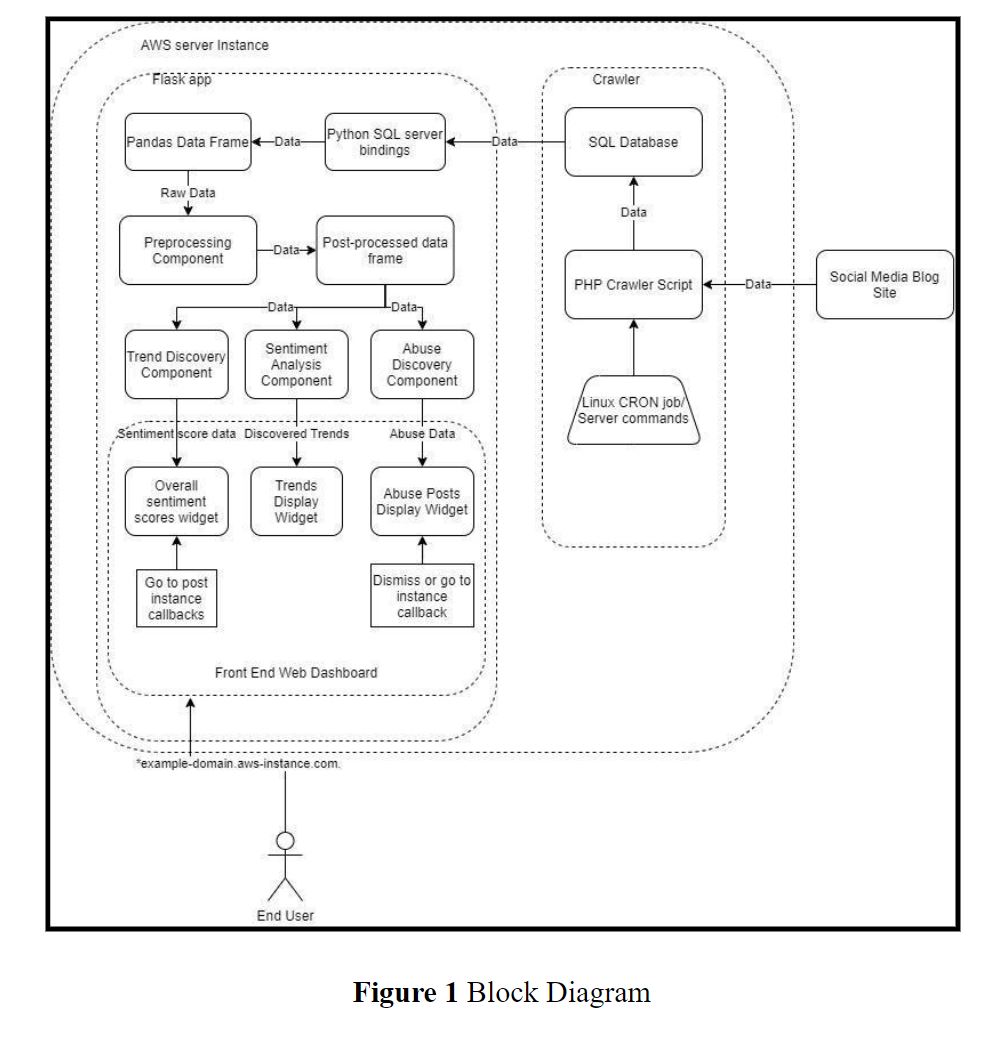 AWS server Instance
Flask app
Crawler
Pandas Data Frame
Data
Python SQL server
bindings
Data
SQL Database
Raw Data
Data
Preprocessing
Component
Data
Post-processed data
frame
PHP Crawler Script
Data
Social Media Blog
Site
Data
Data
Trend Discovery
Component
Sentiment
Analysis
Component
Abuse
Discovery
Component
Linux CRON job/
Server commands
Sentiment score data
Discovered Trends
Abuse Data
Overall
sentiment
scores widget
Trends
Display
Widget
Abuse Posts
Display Widget
Go to post
instance
callbacks
Dismiss or go to
instance
callback
Front End Web Dashboard
*example-domain.aws-instance.com.
End User
Figure 1 Block Diagram